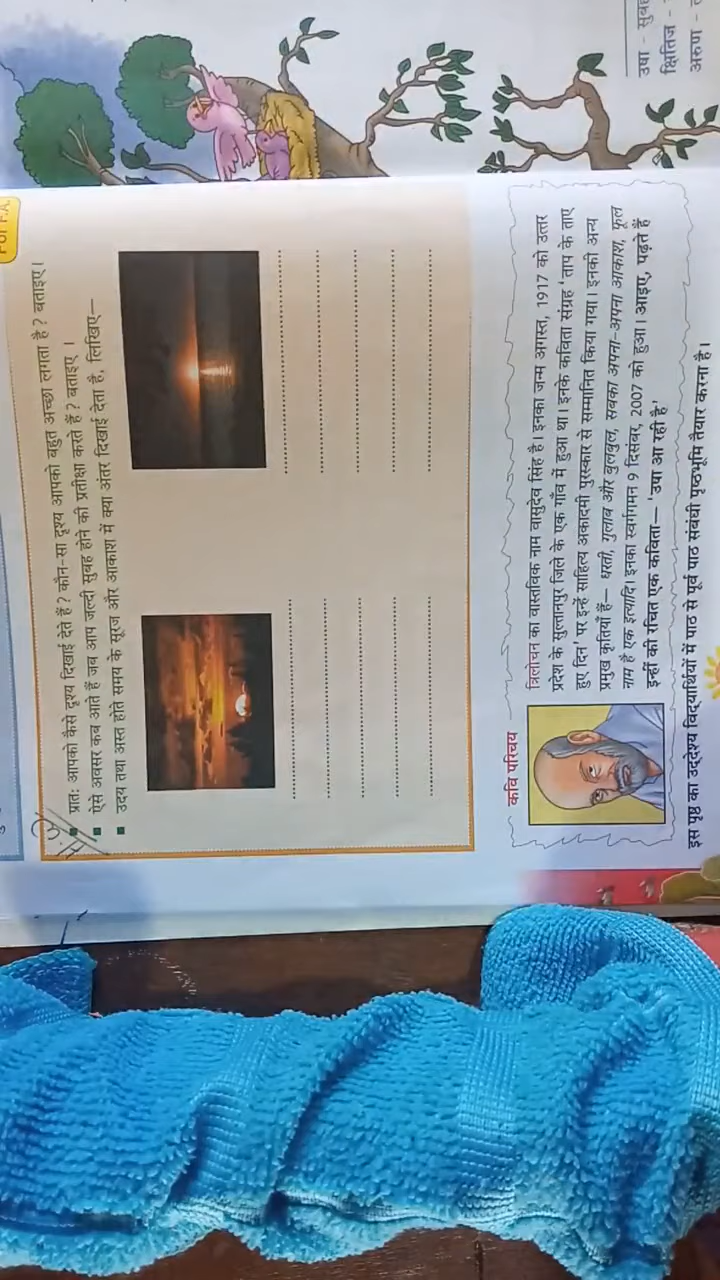 For F.A.
H.W
प्रातः आपको कैसे दृश्य दिखाई देते हैं? कौन-सा दृश्य आपको बहुत अच्छा लगता है? बताइए।
ऐसे अवसर कब आते हैं जब आप जल्दी सुबह होने की प्रतीक्षा करते हैं? बताइए ।
उदय तथा अस्त होते समय के सूरज और आकाश में क्या अंतर दिखाई देता है, लिखिए—
कवि परिचय
त्रिलोचन का वास्तविक नाम वासुदेव सिंह है। इनका जन्म अगस्त, 1917 को उत्तर
प्रदेश के सुल्तानपुर जिले के एक गाँव में हुआ था। इनके कविता संग्रह 'ताप के ताए
हुए दिन' पर इन्हें साहित्य अकादमी पुरस्कार से सम्मानित किया गया। इनकी अन्य
प्रमुख कृतियाँ हैं— धरती, गुलाब और बुलबुल, सबका अपना-अपना आकाश, फूल
नाम है एक इत्यादि। इनका स्वर्गगमन 9 दिसंबर, 2007 को हुआ। आइए, पढ़ते हैं
इन्हीं की रचित एक कविता— 'उषा आ रही है'
इस पृष्ठ का उद्देश्य विद्यार्थियों में पाठ से पूर्व पाठ संबंधी पृष्ठभूमि तैयार करना है।
उषा - सुबह
क्षितिज -
अरुण -